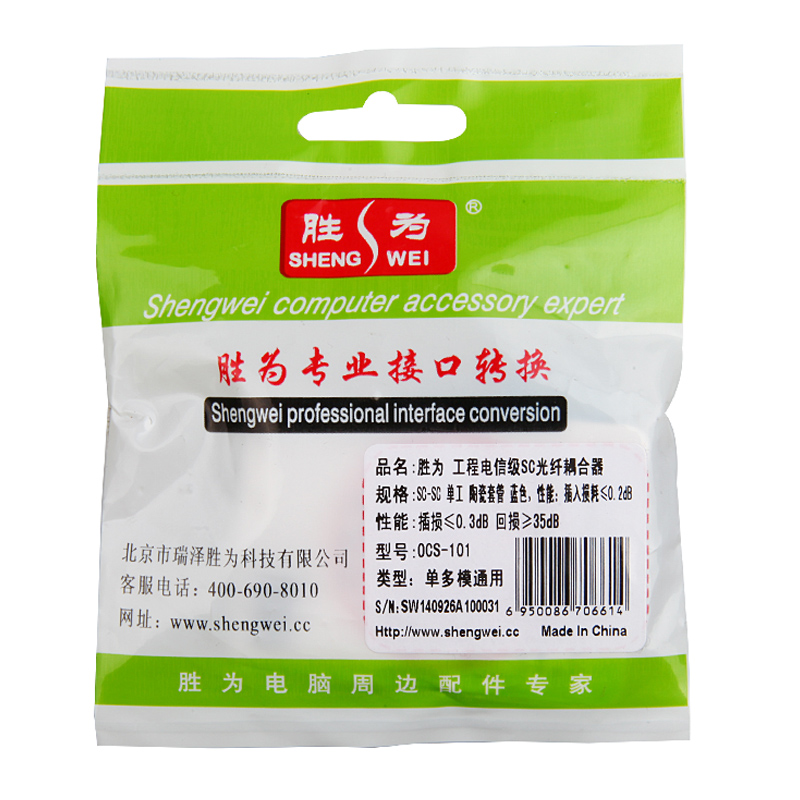 胜为®
SHENG WEI
Shengwei computer accessory expert
胜为专业接口转换
Shengwei professional interface conversion
品名:胜为 工程电信级SC光纤耦合器
规格:SC-SC 单工 陶瓷套管 蓝色,性能:插入损耗≤0.2dB
性能:插损≤0.3dB 回损≥35dB
型号:OCS-101
类型:单多模通用
S/N:SW140926A100031
6 950086 706614
Http://www.shengwei.cc Made In China
北京市瑞泽胜为科技有限公司
客服电话:400-690-8010
网址:www.shengwei.cc
胜为电脑周边配件专家